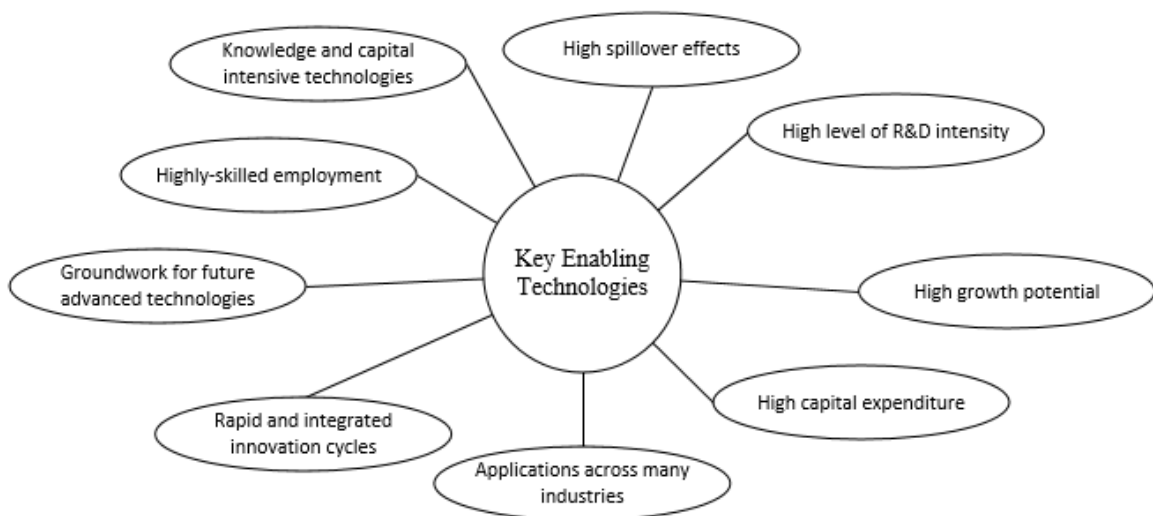 High spillover effects
Knowledge and capital
intensive technologies
High level of R&D intensity
Highly-skilled employment
Key Enabling
Technologies
Groundwork for future
advanced technologies
High growth potential
High capital expenditure
Rapid and integrated
innovation cycles
Applications across many
industries